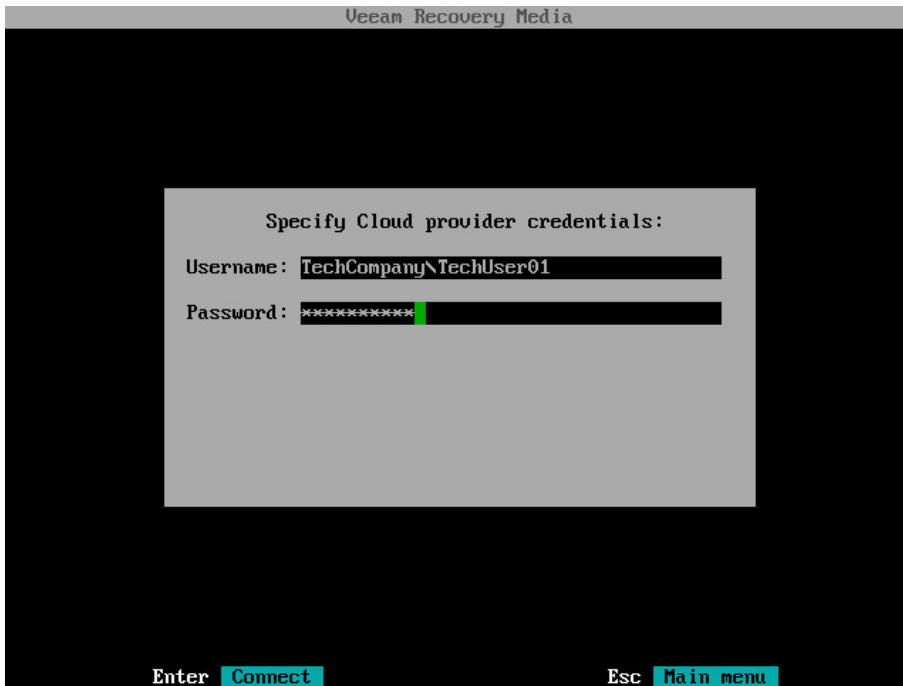 Veeam Recovery Media
Specify Cloud provider credentials:
Username: TechCompany\TechUser01
Password: **********
Enter Connect Esc Main menu